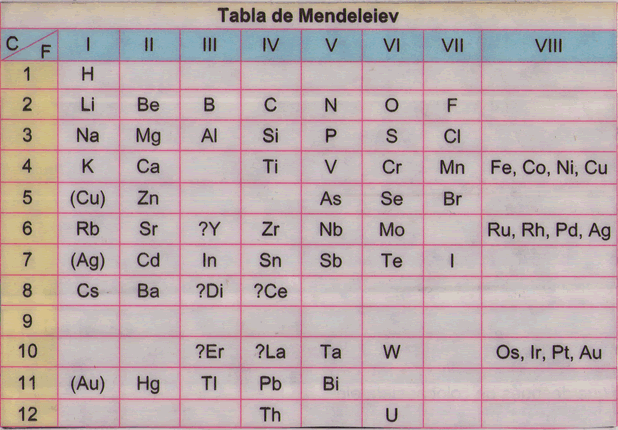 Tabla de Mendeleiev
C F I II III IV V VI VII VIII
1 H
2 Li Be B C N O F
3 Na Mg Al Si P S Cl
4 K Ca Ti V Cr Mn Fe, Co, Ni, Cu
5 (Cu) Zn As Se Br
6 Rb Sr ?Y Zr Nb Mo Ru, Rh, Pd, Ag
7 (Ag) Cd In Sn Sb Te I
8 Cs Ba ?Di ?Ce
9
10 ?Er ?La Ta W Os, Ir, Pt, Au
11 (Au) Hg Tl Pb Bi
12 Th U